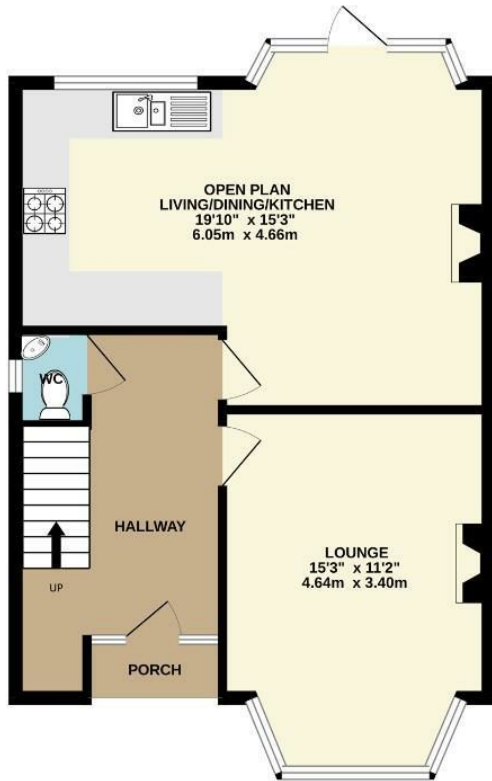 OPEN PLAN
LIVING/DINING/KITCHEN
19'10" x 15'3"
6.05m x 4.66m
WC
HALLWAY
UP
LOUNGE
15'3" x 11'2"
4.64m x 3.40m
PORCH